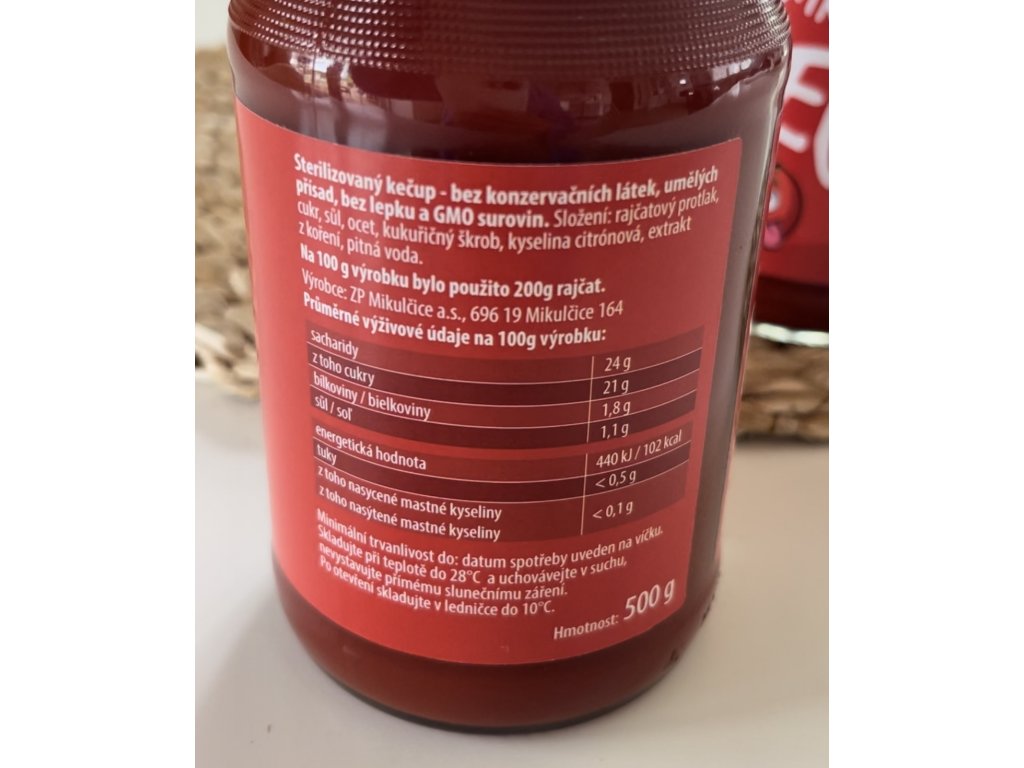 Sterilizovaný kečup - bez konzervačních látek, umělých
přísad, bez lepku a GMO surovin. Složení: rajčatový protlak,
cukr, sůl, ocet, kukuřičný škrob, kyselina citrónová, extrakt
z koření, pitná voda.
Na 100 g výrobku bylo použito 200g rajčat.
Výrobce: ZP Mikulčice a.s., 696 19 Mikulčice 164
Průměrné výživové údaje na 100g výrobku:
sacharidy 24 g
z toho cukry 21 g
bílkoviny / bielkoviny 1,8 g
sůl / soľ 1,1 g
energetická hodnota 440 kJ / 102 kcal
tuky < 0,5 g
z toho nasycené mastné kyseliny < 0,1 g
z toho nasýtené mastné kyseliny
Minimální trvanlivost do: datum spotřeby uveden na víčku.
Skladujte při teplotě do 28°C a uchovávejte v suchu,
nevystavujte přímému slunečnímu záření.
Po otevření skladujte v ledničce do 10°C.
Hmotnost: 500 g